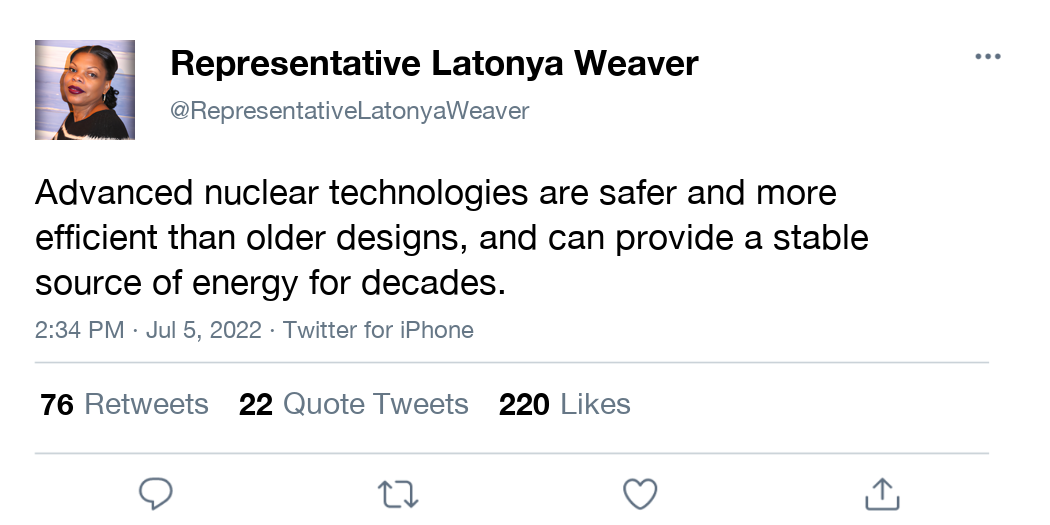 Representative Latonya Weaver
@RepresentativeLatonyaWeaver
Advanced nuclear technologies are safer and more
efficient than older designs, and can provide a stable
source of energy for decades.
2:34 PM · Jul 5, 2022 · Twitter for iPhone
76 Retweets 22 Quote Tweets 220 Likes